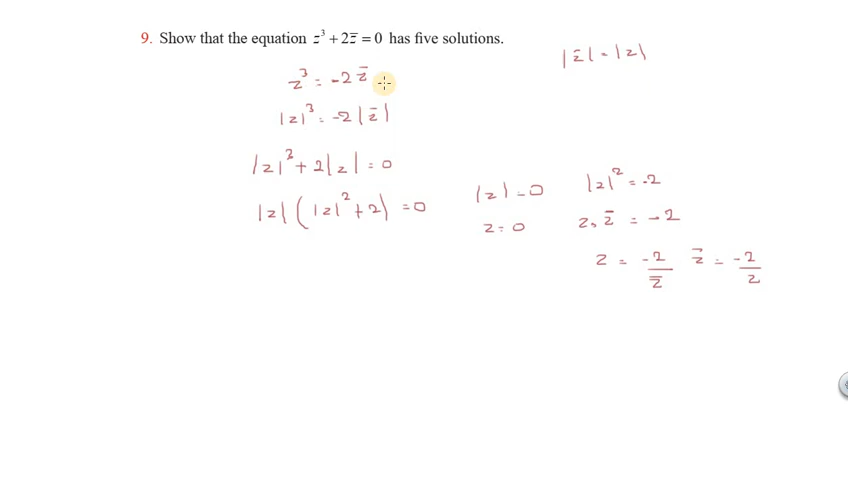 9. Show that the equation z³ + 2z̅ = 0 has five solutions.
|z̅| = |z|
z³ = -2 z̅
|z|³ = -2 |z̅|
|z|³ + 2|z| = 0
|z| ( |z|² + 2 ) = 0
|z| = 0
z = 0
|z|² = -2
z, z̅ = -2
z = -2/z̅ z̅ = -2/z